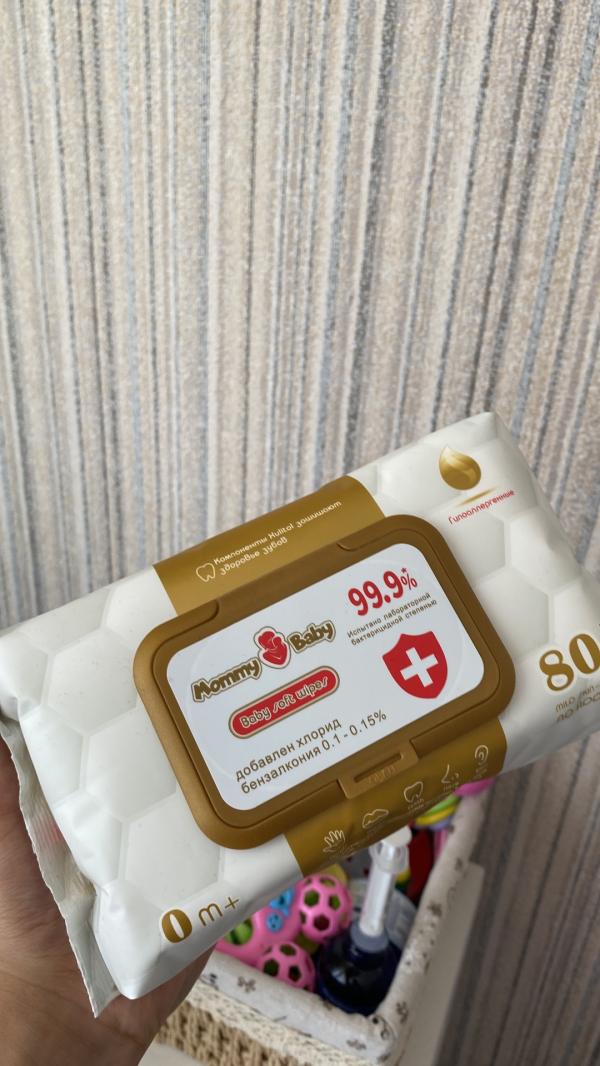 Компоненты Hulitol защищают
здоровье зубов
Гипоаллергенные
99.9%*
Испытано лабораторной
бактерицидной степенью
Mommy Baby
Baby soft wipes
добавлен хлорид
бензалкония 0.1 - 0.15%
80
0 m+